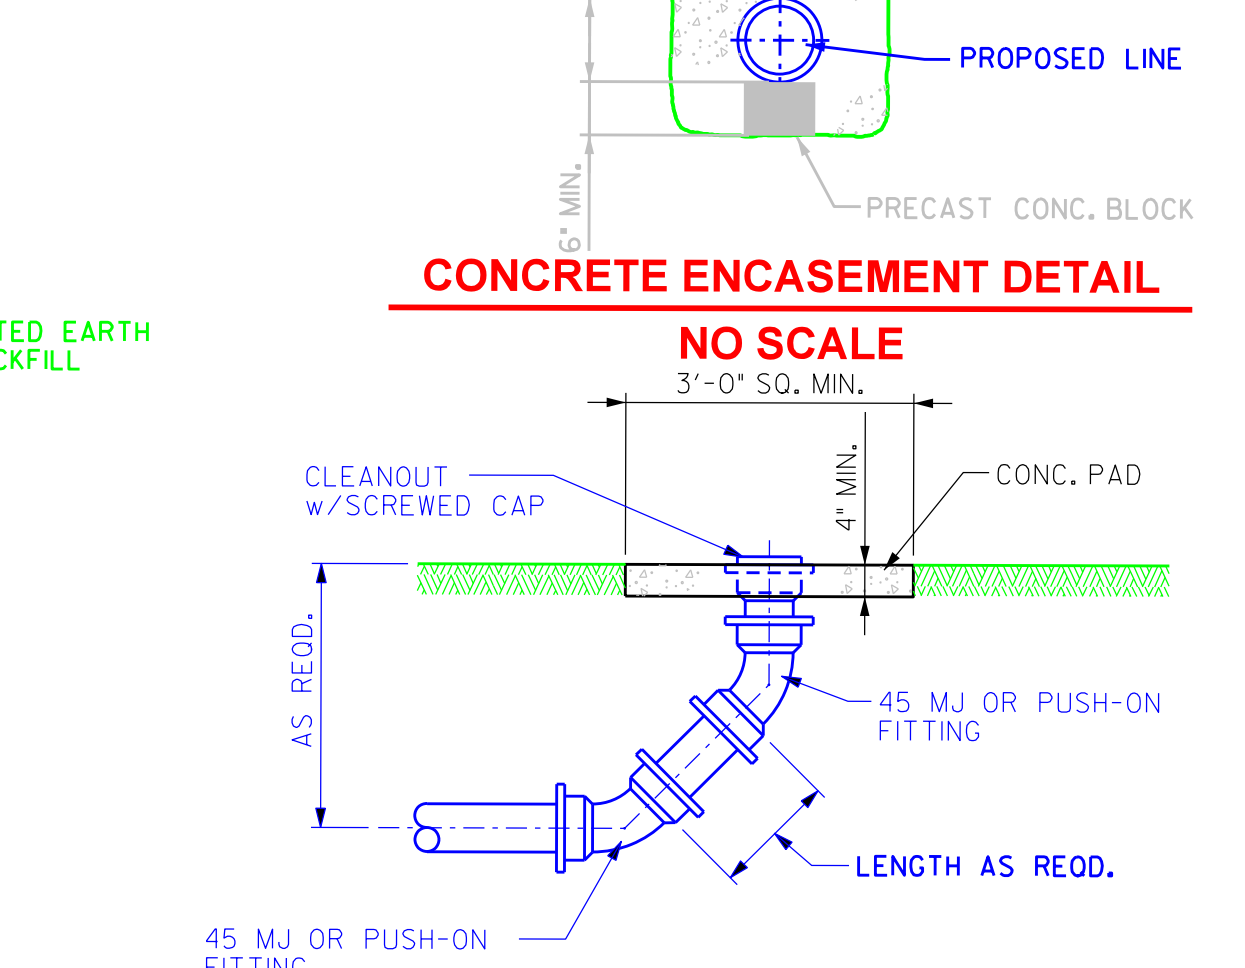 PROPOSED LINE
6" MIN.
PRECAST CONC. BLOCK
CONCRETE ENCASEMENT DETAIL
NO SCALE
TED EARTH
CKFILL
3'-0" SQ. MIN.
CLEANOUT
w/SCREWED CAP
4" MIN.
CONC. PAD
AS REQD.
45 MJ OR PUSH-ON
FITTING
LENGTH AS REQD.
45 MJ OR PUSH-ON
FITTING